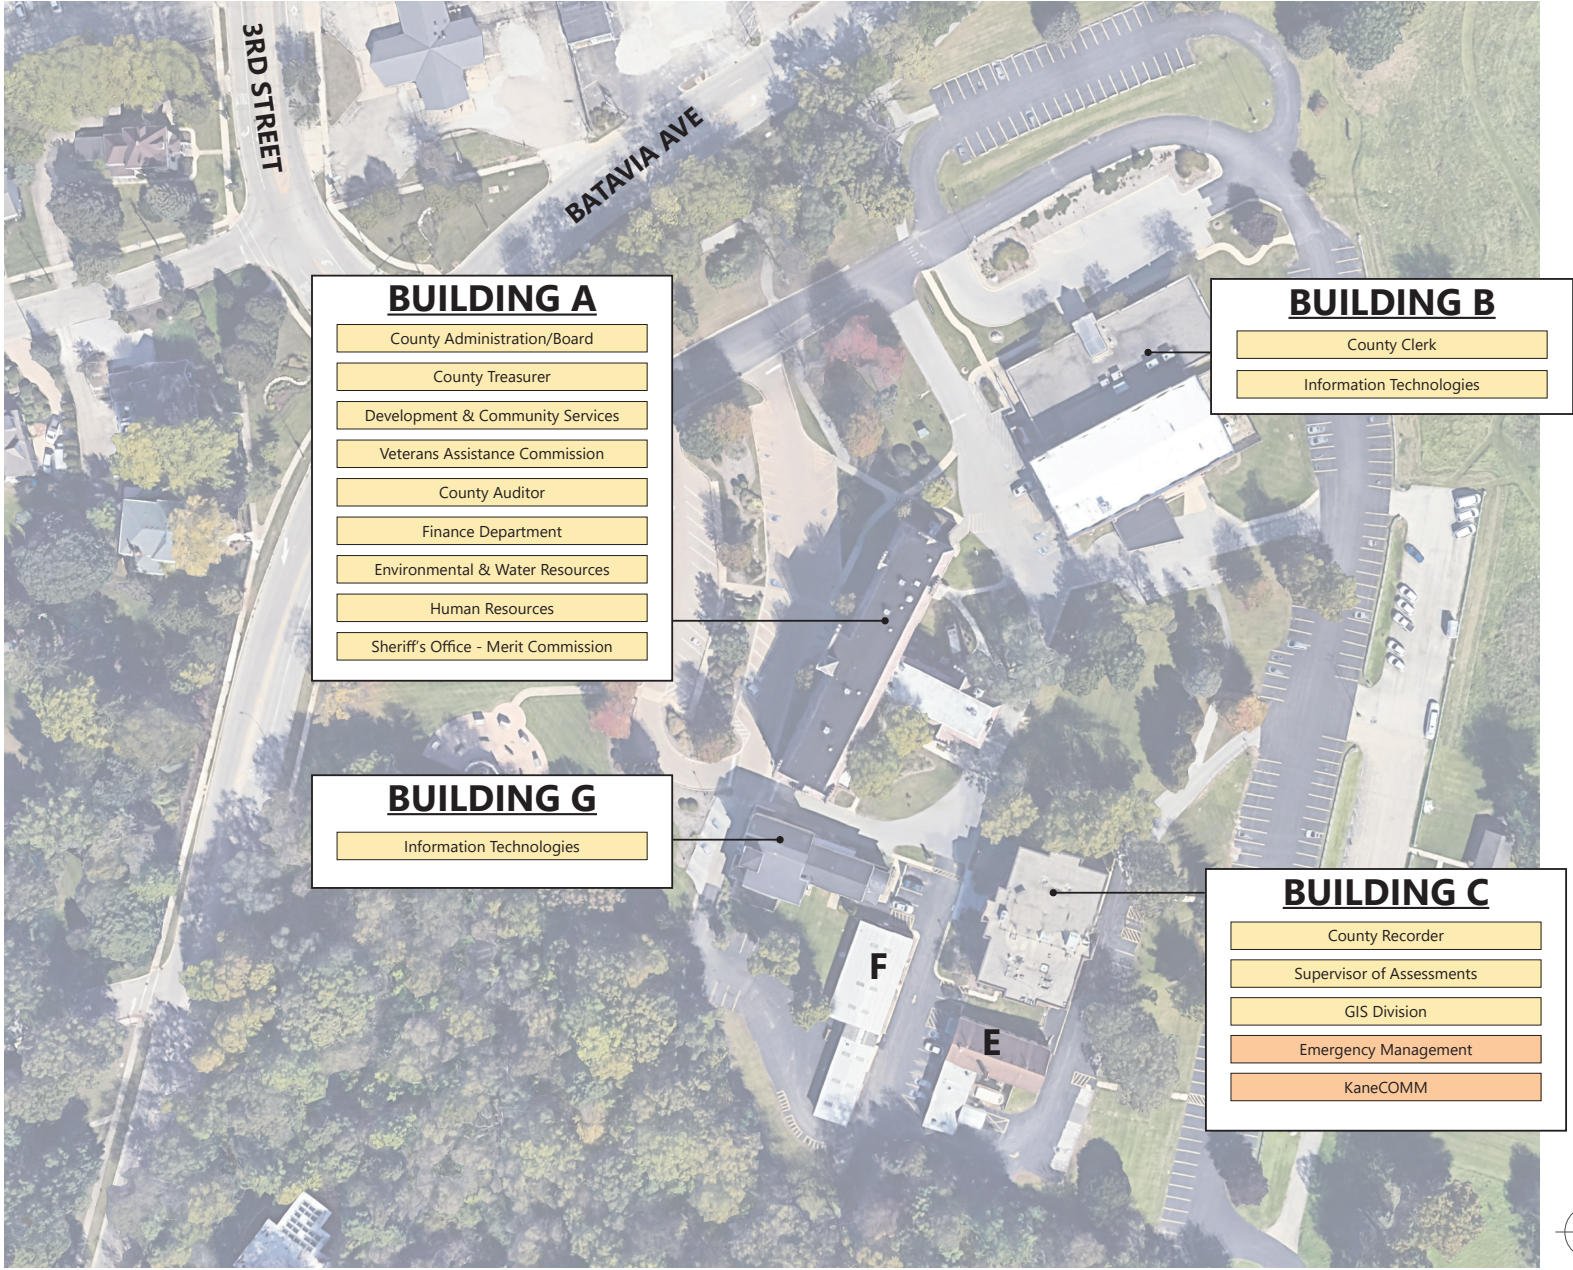 3RD STREET
BATAVIA AVE
BUILDING A
County Administration/Board
County Treasurer
Development & Community Services
Veterans Assistance Commission
County Auditor
Finance Department
Environmental & Water Resources
Human Resources
Sheriff's Office - Merit Commission
BUILDING B
County Clerk
Information Technologies
BUILDING G
Information Technologies
BUILDING C
County Recorder
Supervisor of Assessments
GIS Division
Emergency Management
KaneCOMM
F
E